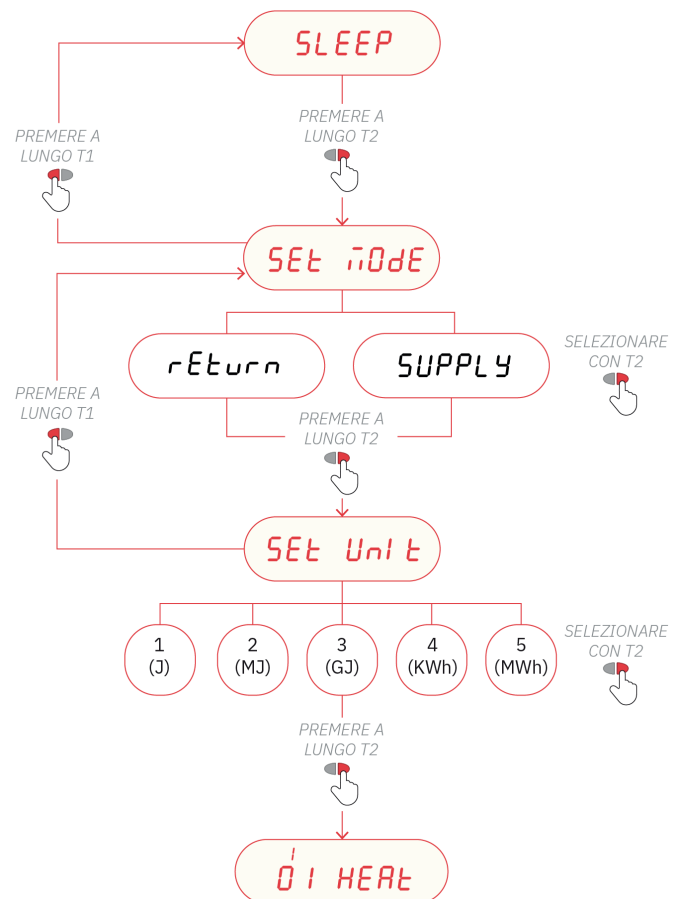 SLEEP
PREMERE A
LUNGO T2
PREMERE A
LUNGO T1
SEt modE
rEturn
SUPPLY
SELEZIONARE
CON T2
PREMERE A
LUNGO T1
PREMERE A
LUNGO T2
SEt UnIt
1
(J)
2
(MJ)
3
(GJ)
4
(KWh)
5
(MWh)
SELEZIONARE
CON T2
PREMERE A
LUNGO T2
01 HEAt